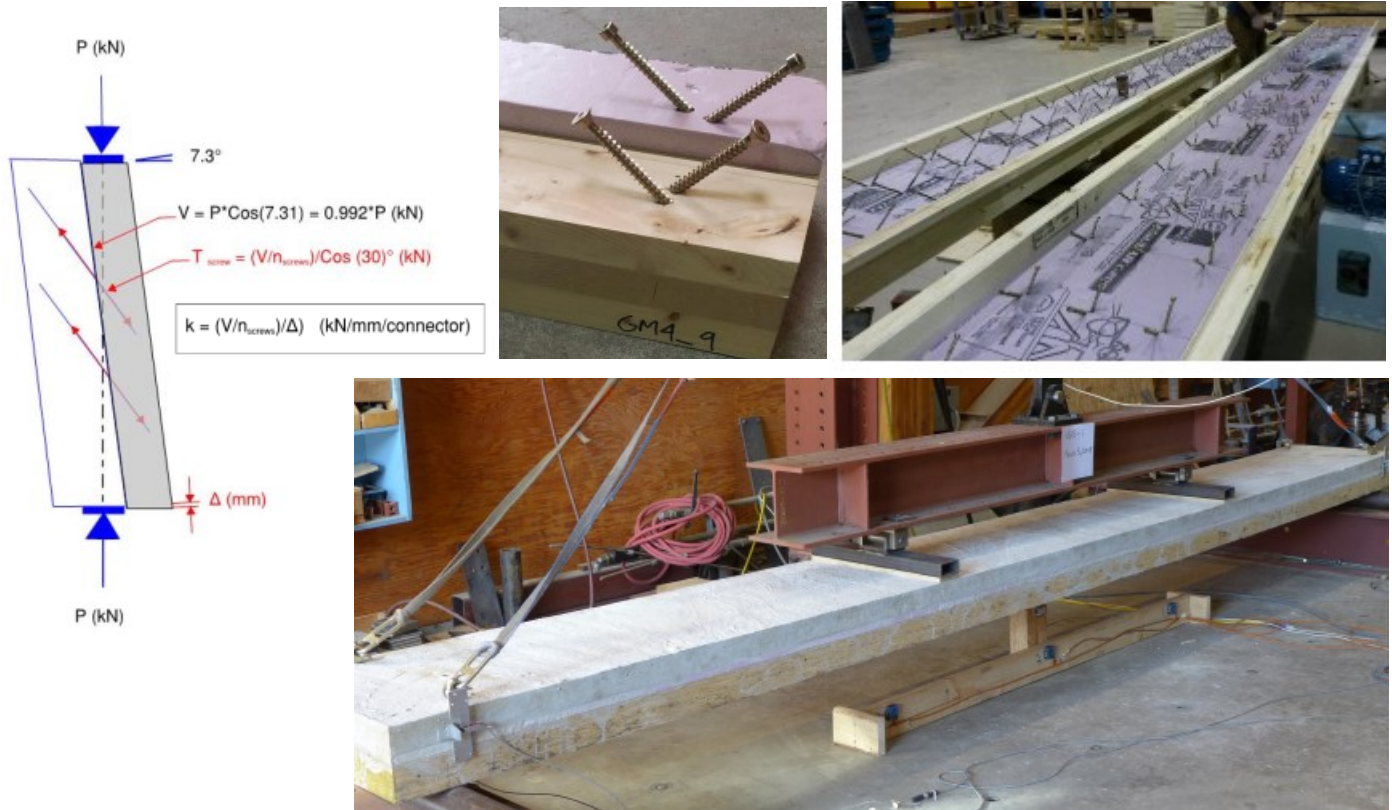 P (kN)
7.3°
V = P*Cos(7.31) = 0.992*P (kN)
T screw = (V/nscrews)/Cos (30)° (kN)
k = (V/nscrews)/Δ) (kN/mm/connector)
Δ (mm)
P (kN)
GM4_9